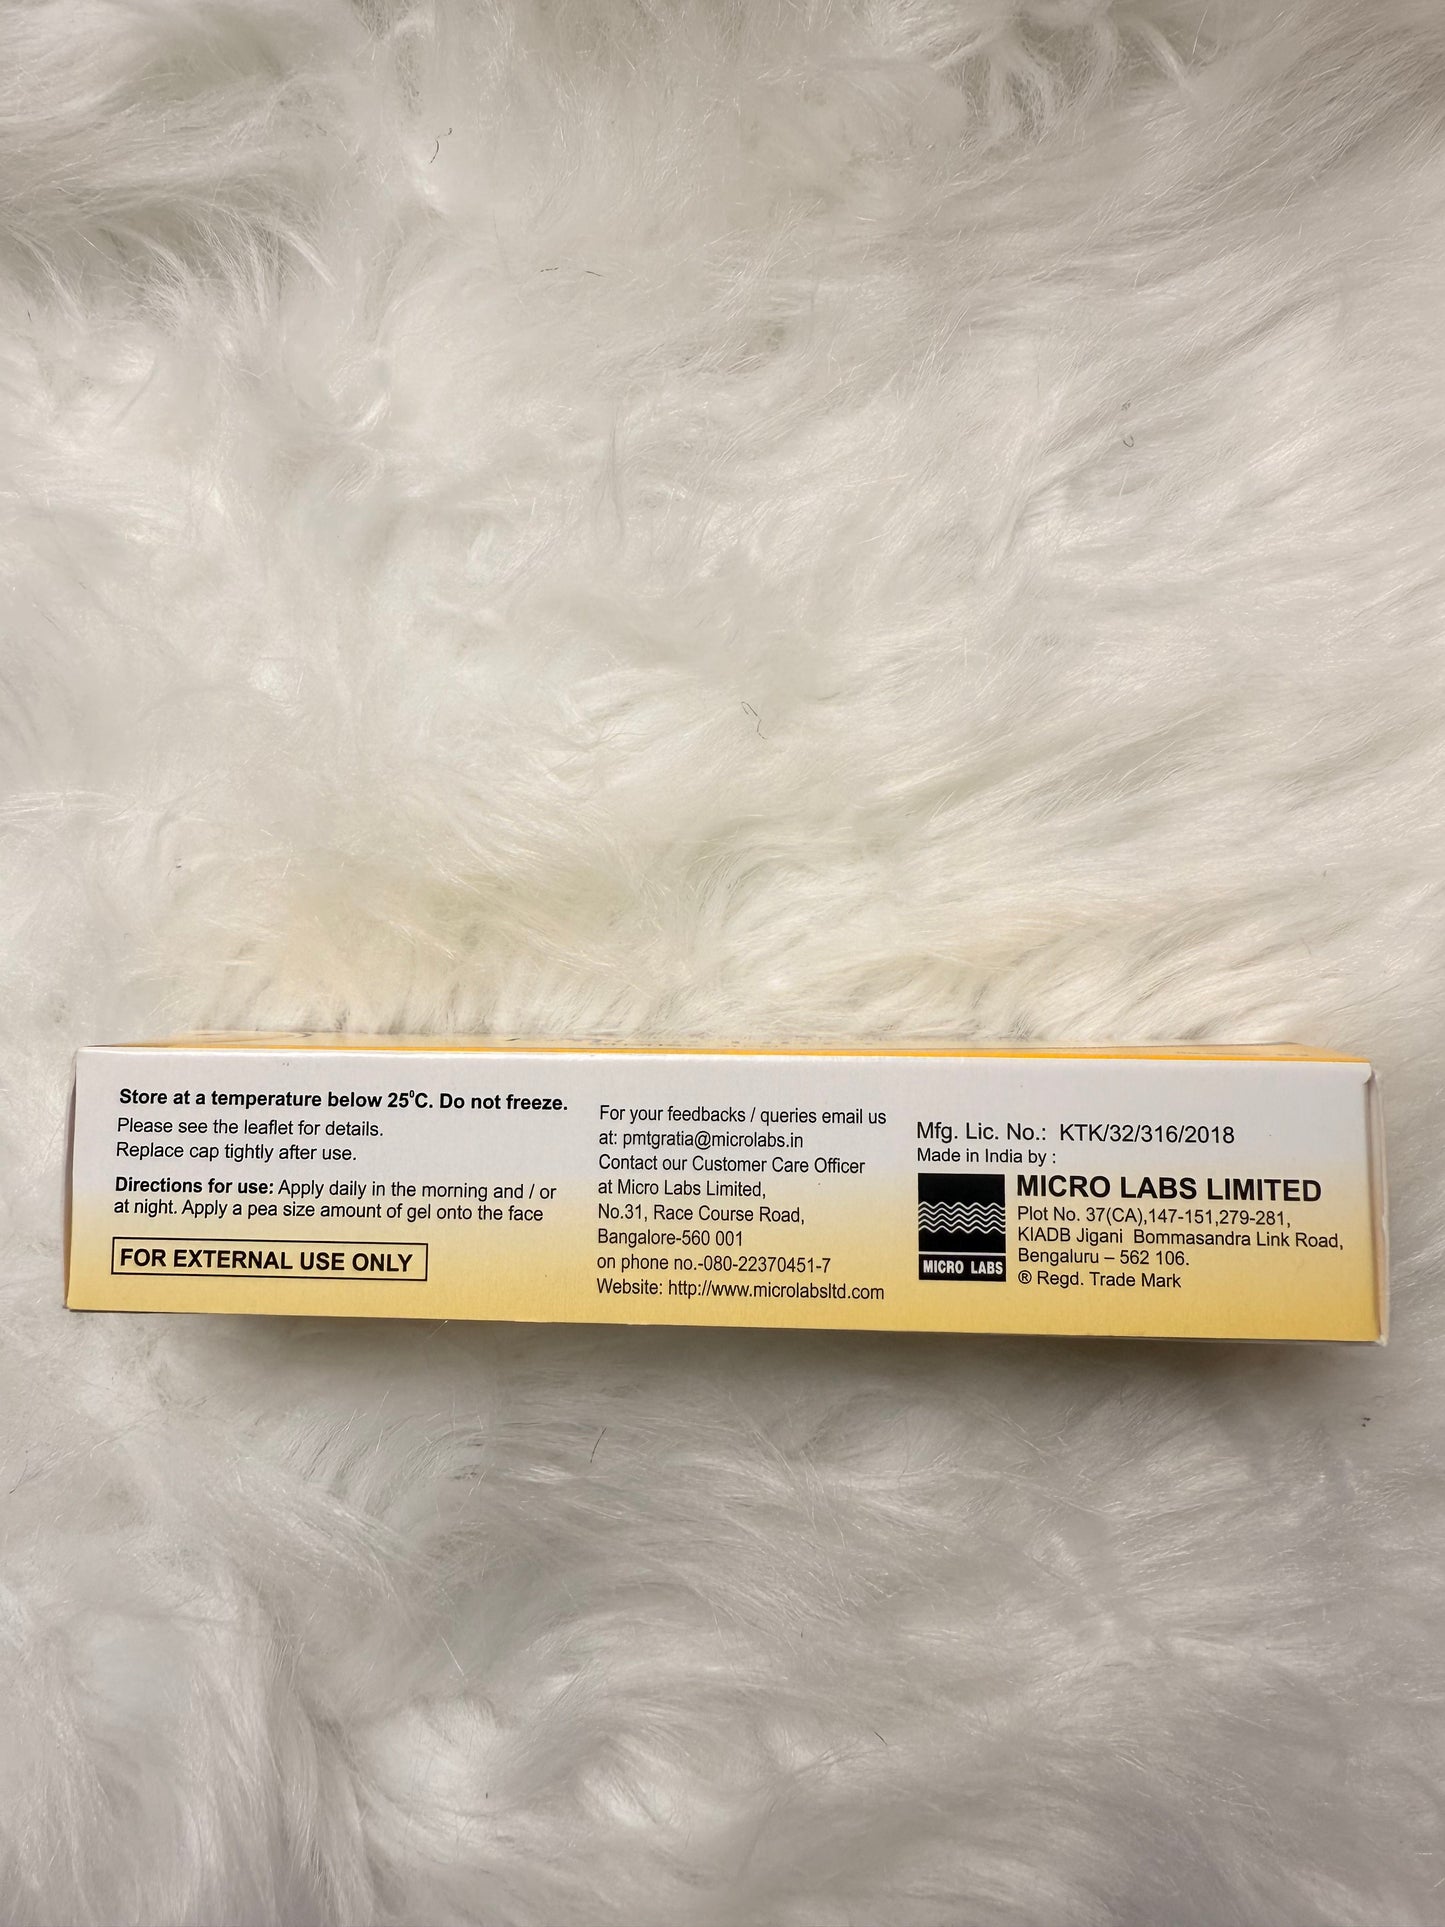 Store at a temperature below 25⁰C. Do not freeze.
Please see the leaflet for details.
Replace cap tightly after use.
Directions for use: Apply daily in the morning and / or
at night. Apply a pea size amount of gel onto the face
FOR EXTERNAL USE ONLY
For your feedbacks / queries email us
at: pmtgratia@microlabs.in
Contact our Customer Care Officer
at Micro Labs Limited,
No.31, Race Course Road,
Bangalore-560 001
on phone no.-080-22370451-7
Website: http://www.microlabsltd.com
Mfg. Lic. No.: KTK/32/316/2018
Made in India by :
MICRO LABS
MICRO LABS LIMITED
Plot No. 37(CA),147-151,279-281,
KIADB Jigani Bommasandra Link Road,
Bengaluru – 562 106.
® Regd. Trade Mark